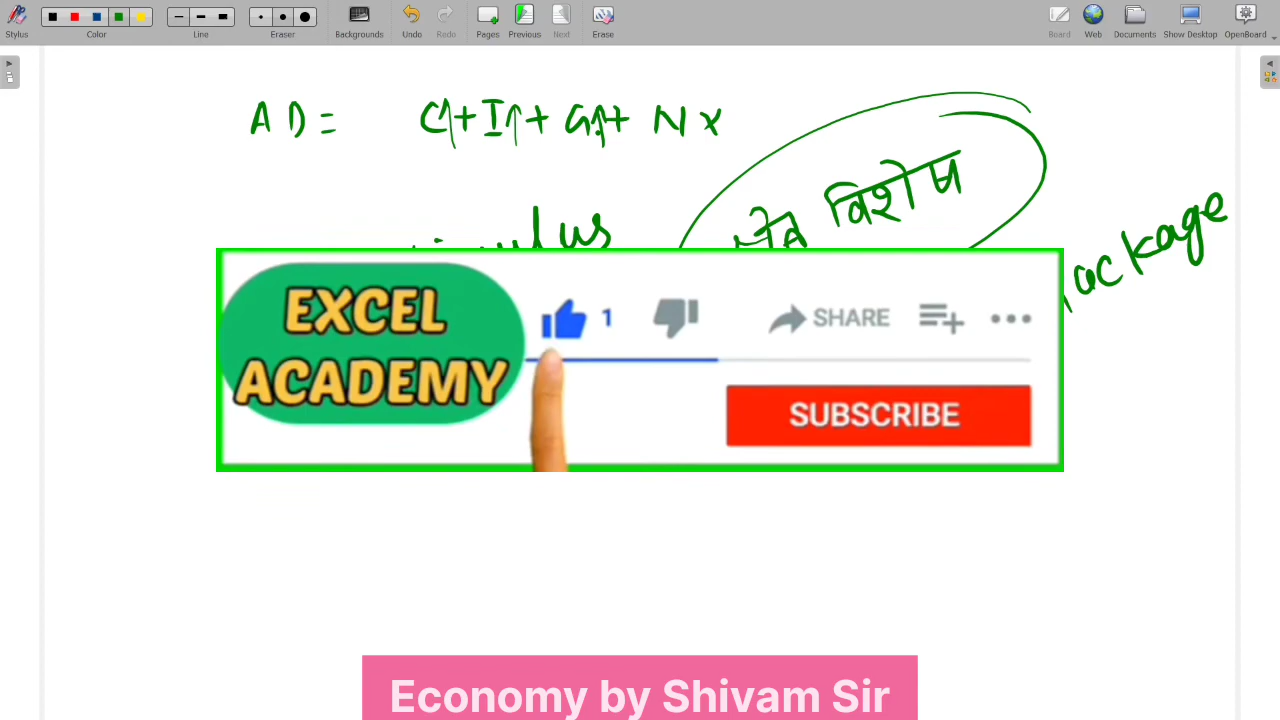 Stylus Color Line Eraser Backgrounds Undo Redo Pages Previous Next Erase Board Web Documents Show Desktop OpenBoard
AD = C↑+I↑+G↑+ Nx
विशेष
package
EXCEL
ACADEMY
1
SHARE
SUBSCRIBE
Economy by Shivam Sir